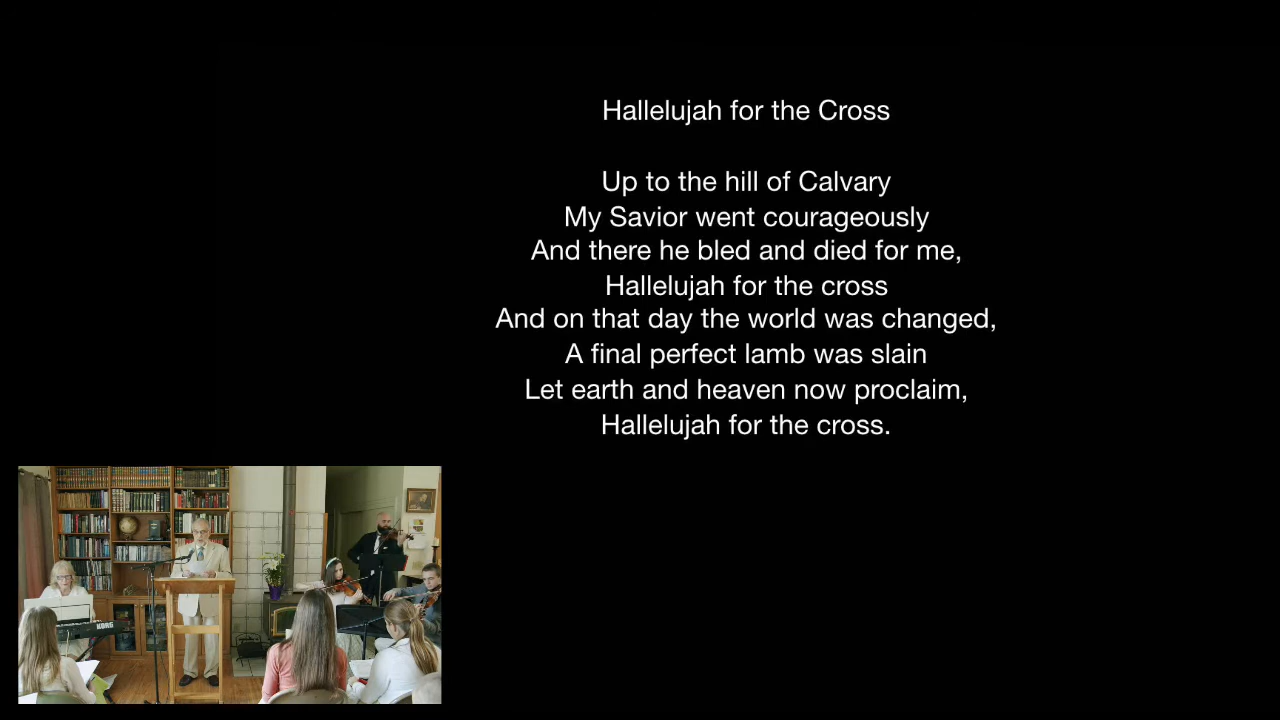 Hallelujah for the Cross
Up to the hill of Calvary
My Savior went courageously
And there he bled and died for me,
Hallelujah for the cross
And on that day the world was changed,
A final perfect lamb was slain
Let earth and heaven now proclaim,
Hallelujah for the cross.
KORG